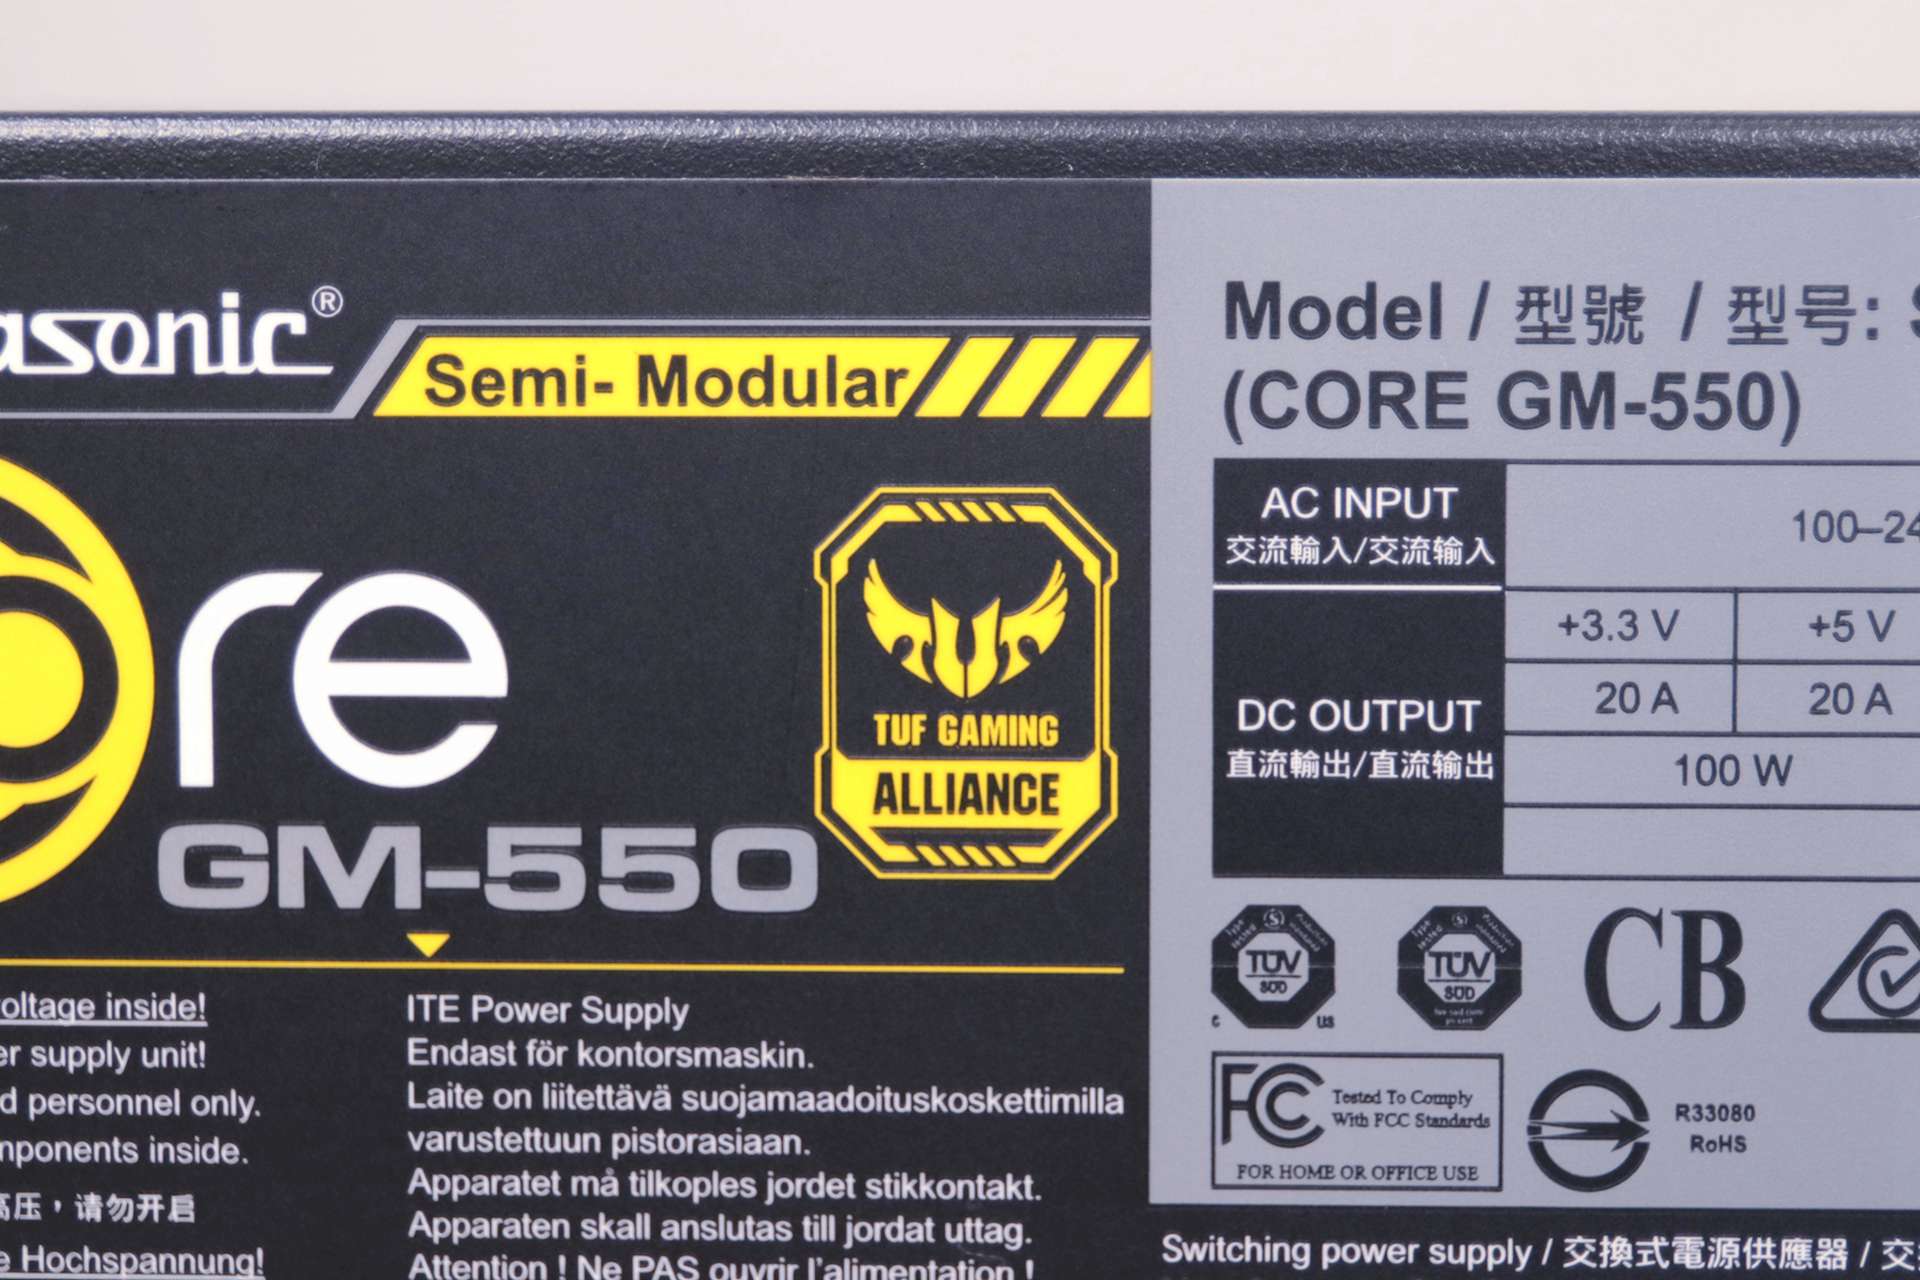 asonic®
Semi- Modular
re
GM-550
TUF GAMING
ALLIANCE
oltage inside!
er supply unit!
d personnel only.
mponents inside.
高压，请勿开启
e Hochspannung!
ITE Power Supply
Endast för kontorsmaskin.
Laite on liitettävä suojamaadoituskoskettimilla
varustettuun pistorasiaan.
Apparatet må tilkoples jordet stikkontakt.
Apparaten skall anslutas till jordat uttag.
Attention ! Ne PAS ouvrir l'alimentation !
Model / 型號 / 型号: S
(CORE GM-550)
AC INPUT
交流輸入/交流输入
100–24
DC OUTPUT
直流輸出/直流输出
+3.3 V +5 V
20 A 20 A
100 W
TÜV
SÜD
c us
TÜV
SÜD
CB
FCC Tested To Comply
With FCC Standards
FOR HOME OR OFFICE USE
R33080
RoHS
Switching power supply / 交換式電源供應器 / 交